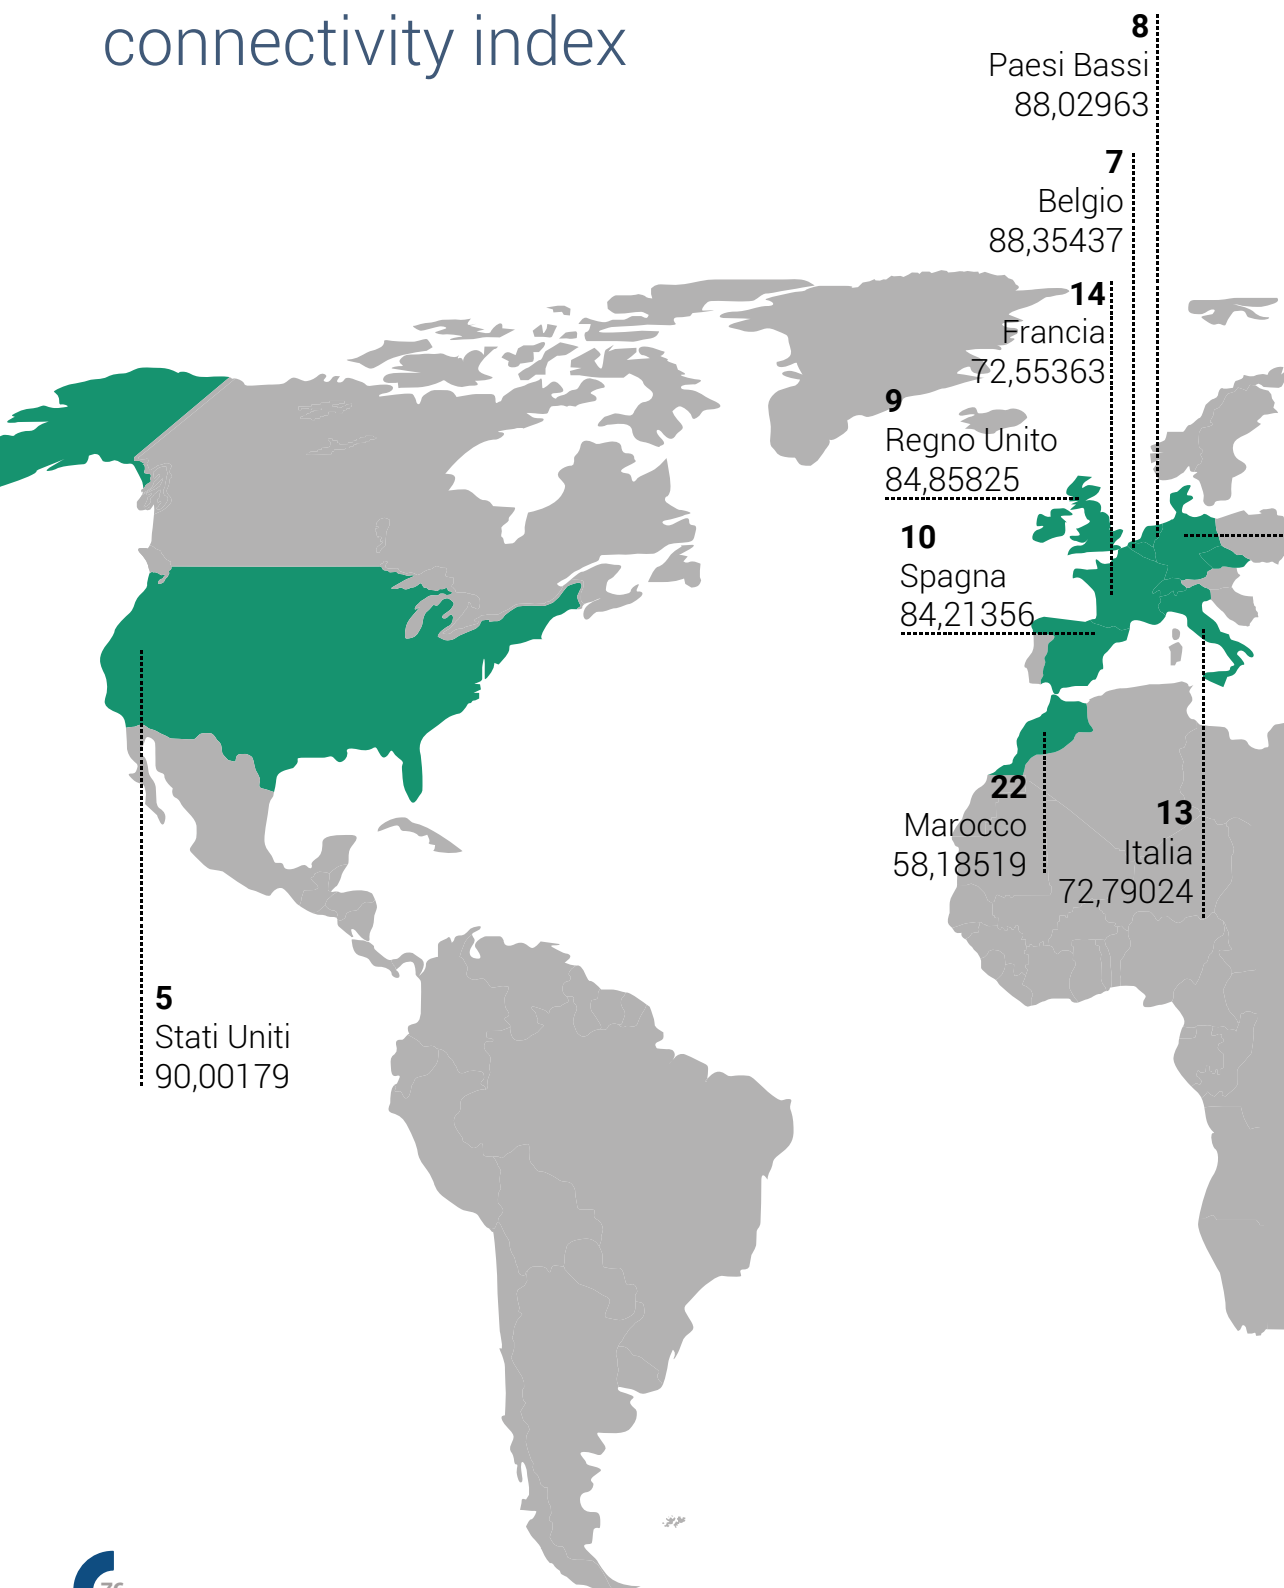 connectivity index
8
Paesi Bassi
88,02963
7
Belgio
88,35437
14
Francia
72,55363
9
Regno Unito
84,85825
10
Spagna
84,21356
22
Marocco
58,18519
13
Italia
72,79024
5
Stati Uniti
90,00179